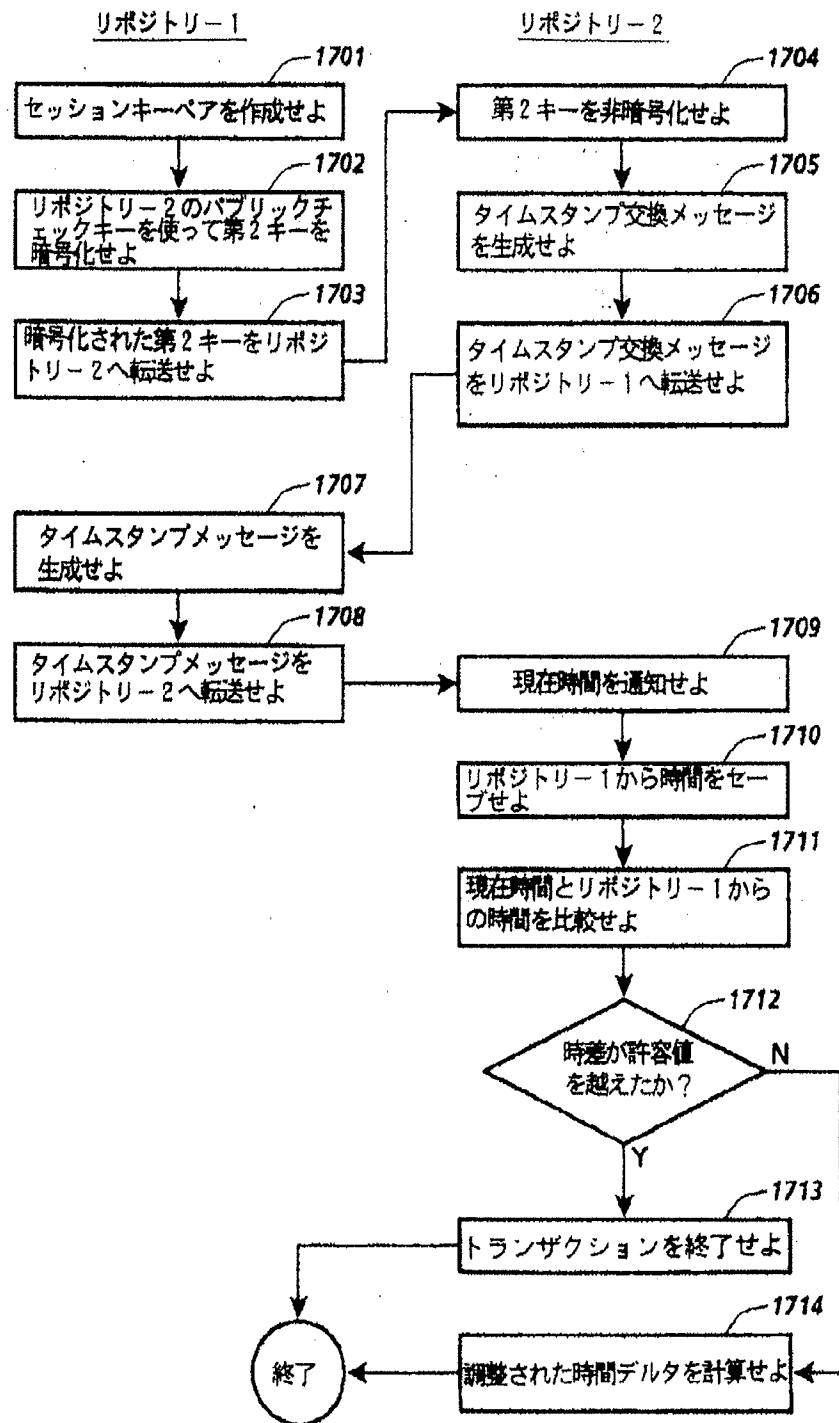 リポジトリー1
リポジトリー2
1701
セッションキーペアを作成せよ
1702
リポジトリー2のパブリックチ
ェックキーを使って第2キーを
暗号化せよ
1703
暗号化された第2キーをリポジ
トリー2へ転送せよ
1704
第2キーを非暗号化せよ
1705
タイムスタンプ交換メッセージ
を生成せよ
1706
タイムスタンプ交換メッセージ
をリポジトリー1へ転送せよ
1707
タイムスタンプメッセージを
生成せよ
1708
タイムスタンプメッセージを
リポジトリー2へ転送せよ
1709
現在時間を通知せよ
1710
リポジトリー1から時間をセー
ブせよ
1711
現在時間とリポジトリー1から
の時間を比較せよ
1712
時差が許容値
を越えたか?
N
Y
1713
トランザクションを終了せよ
1714
調整された時間デルタを計算せよ
終了